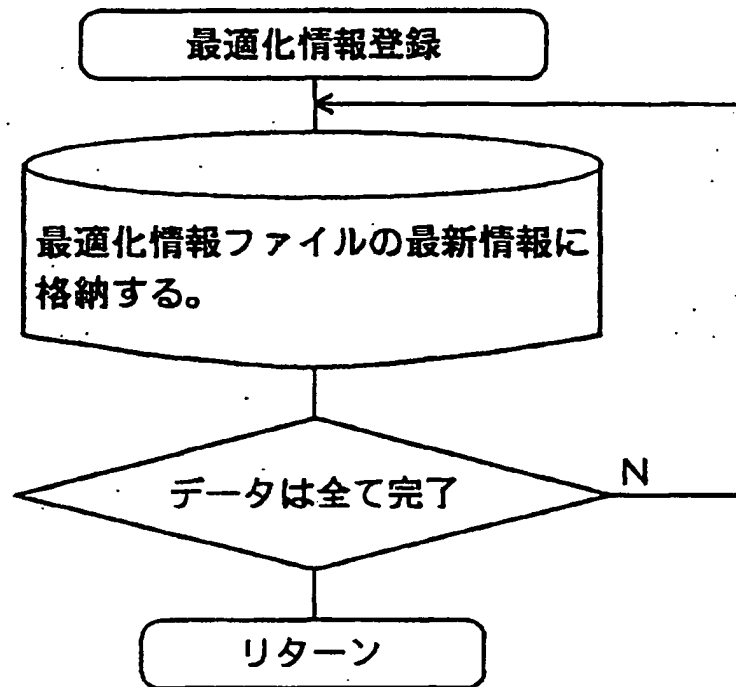 最適化情報登録
最適化情報ファイルの最新情報に
格納する。
データは全て完了
N
リターン